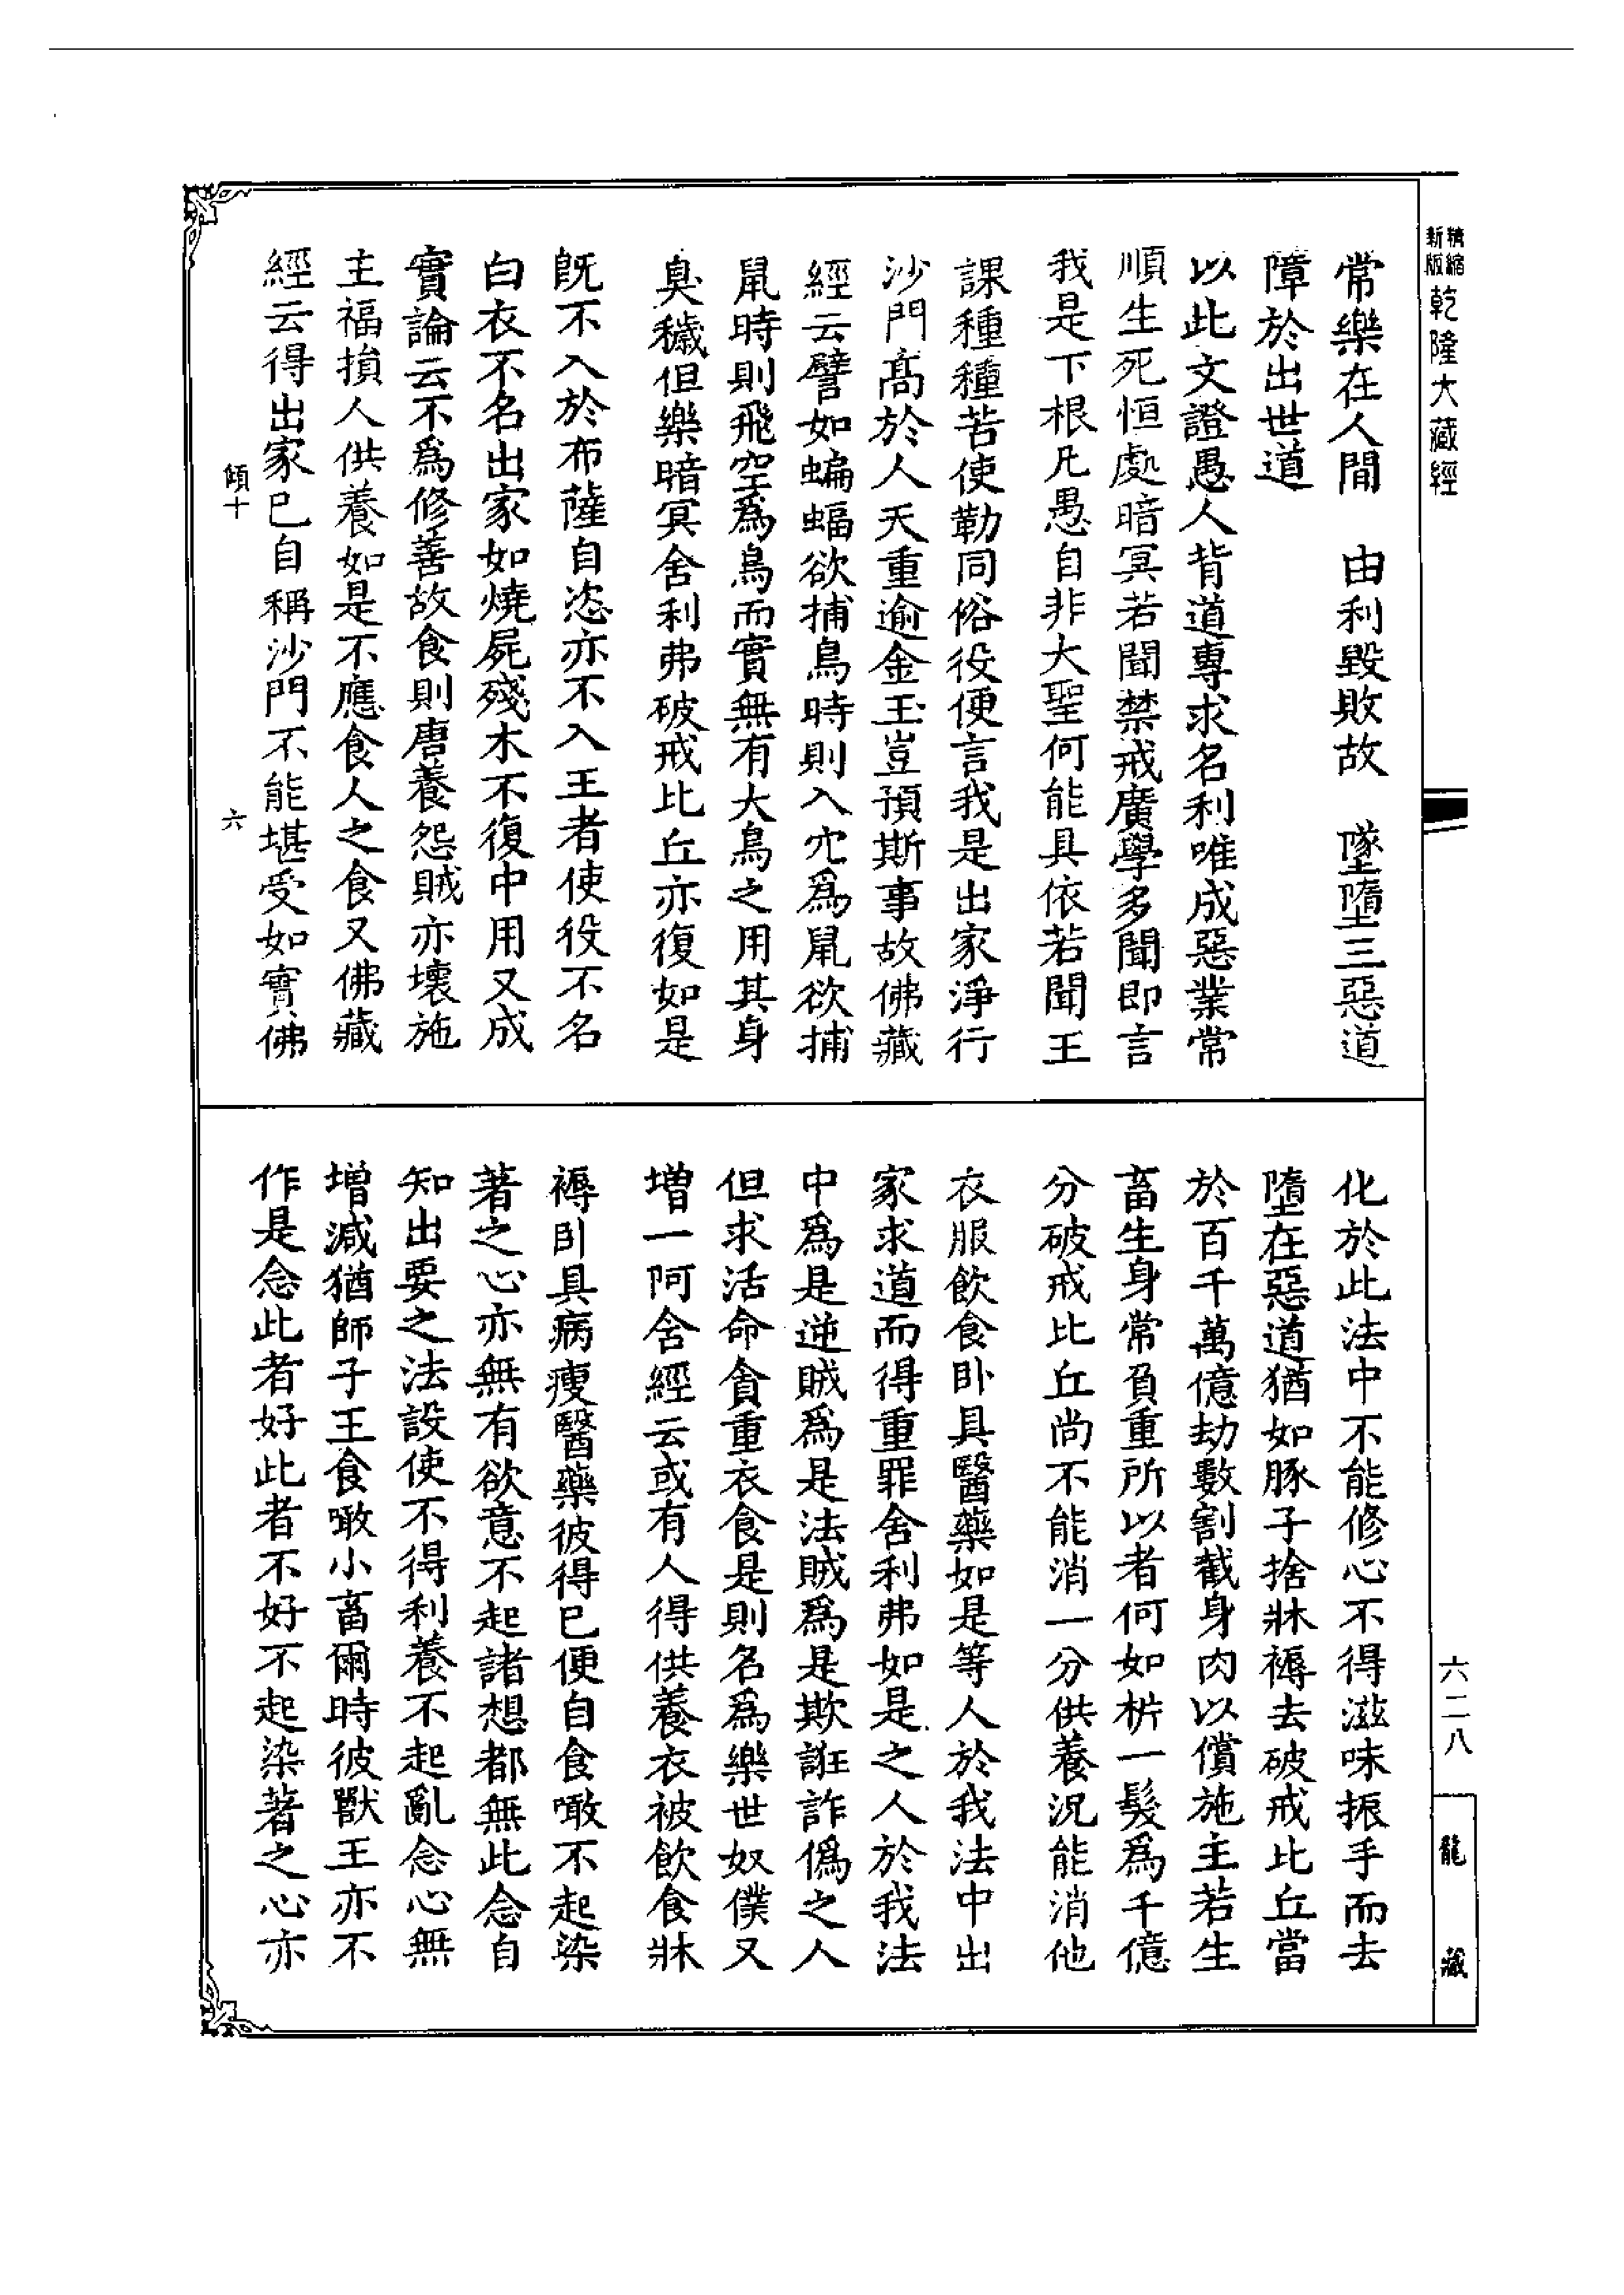 精縮新版 乾隆大藏經
常樂在人間　由利毀敗故　墜墮三惡道
障於出世道
以此文證愚人背道專求名利唯成惡業常
順生死恒處暗冥若聞禁戒廣學多聞即言
我是下根凡愚自非大聖何能具依若聞王
課種種苦使勒同俗役便言我是出家淨行
沙門高於人天重逾金玉豈預斯事故佛藏
經云譬如蝙蝠欲捕鳥時則入穴為鼠欲捕
鼠時則飛空為鳥而實無有大鳥之用其身
臭穢但樂暗冥舍利弗破戒比丘亦復如是
既不入於布薩自恣亦不入王者使役不名
白衣不名出家如燒屍殘木不復中用又成
實論云不為修善故食則唐養怨賊亦壞施
主福損人供養如是不應食人之食又佛藏
經云得出家已自稱沙門不能堪受如實佛
傾十　六
化於此法中不能修心不得滋味振手而去
墮在惡道猶如豚子捨牀褥去破戒比丘當
於百千萬億劫數割截身肉以償施主若生
畜生身常負重所以者何如析一髮為千億
分破戒比丘尚不能消一分供養況能消他
衣服飲食臥具醫藥如是等人於我法中出
家求道而得重罪舍利弗如是之人於我法
中為是逆賊為是法賊為是欺誑詐偽之人
但求活命貪重衣食是則名為樂世奴僕又
增一阿含經云或有人得供養衣被飲食牀
褥臥具病瘦醫藥彼得已便自食噉不起染
著之心亦無有欲意不起諸想都無此念自
知出要之法設使不得利養不起亂念心無
增減猶師子王食噉小畜爾時彼獸王亦不
作是念此者好此者不好不起染著之心亦
六二八
龍藏